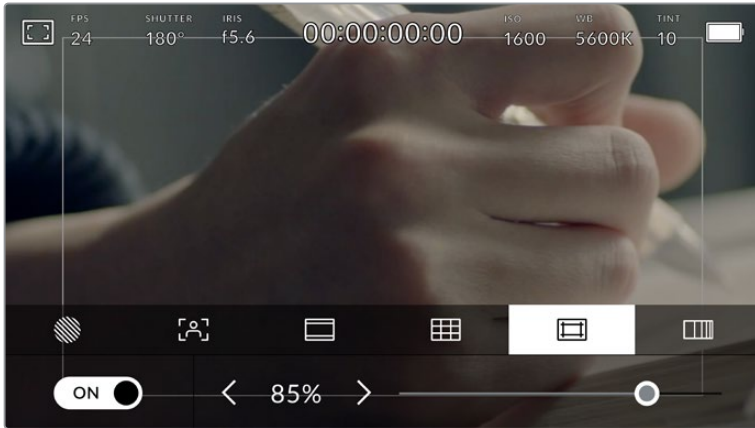 FPS SHUTTER IRIS ISO WB TINT
24 180° f5.6 00:00:00:00 1600 5600K 10
ON 85%